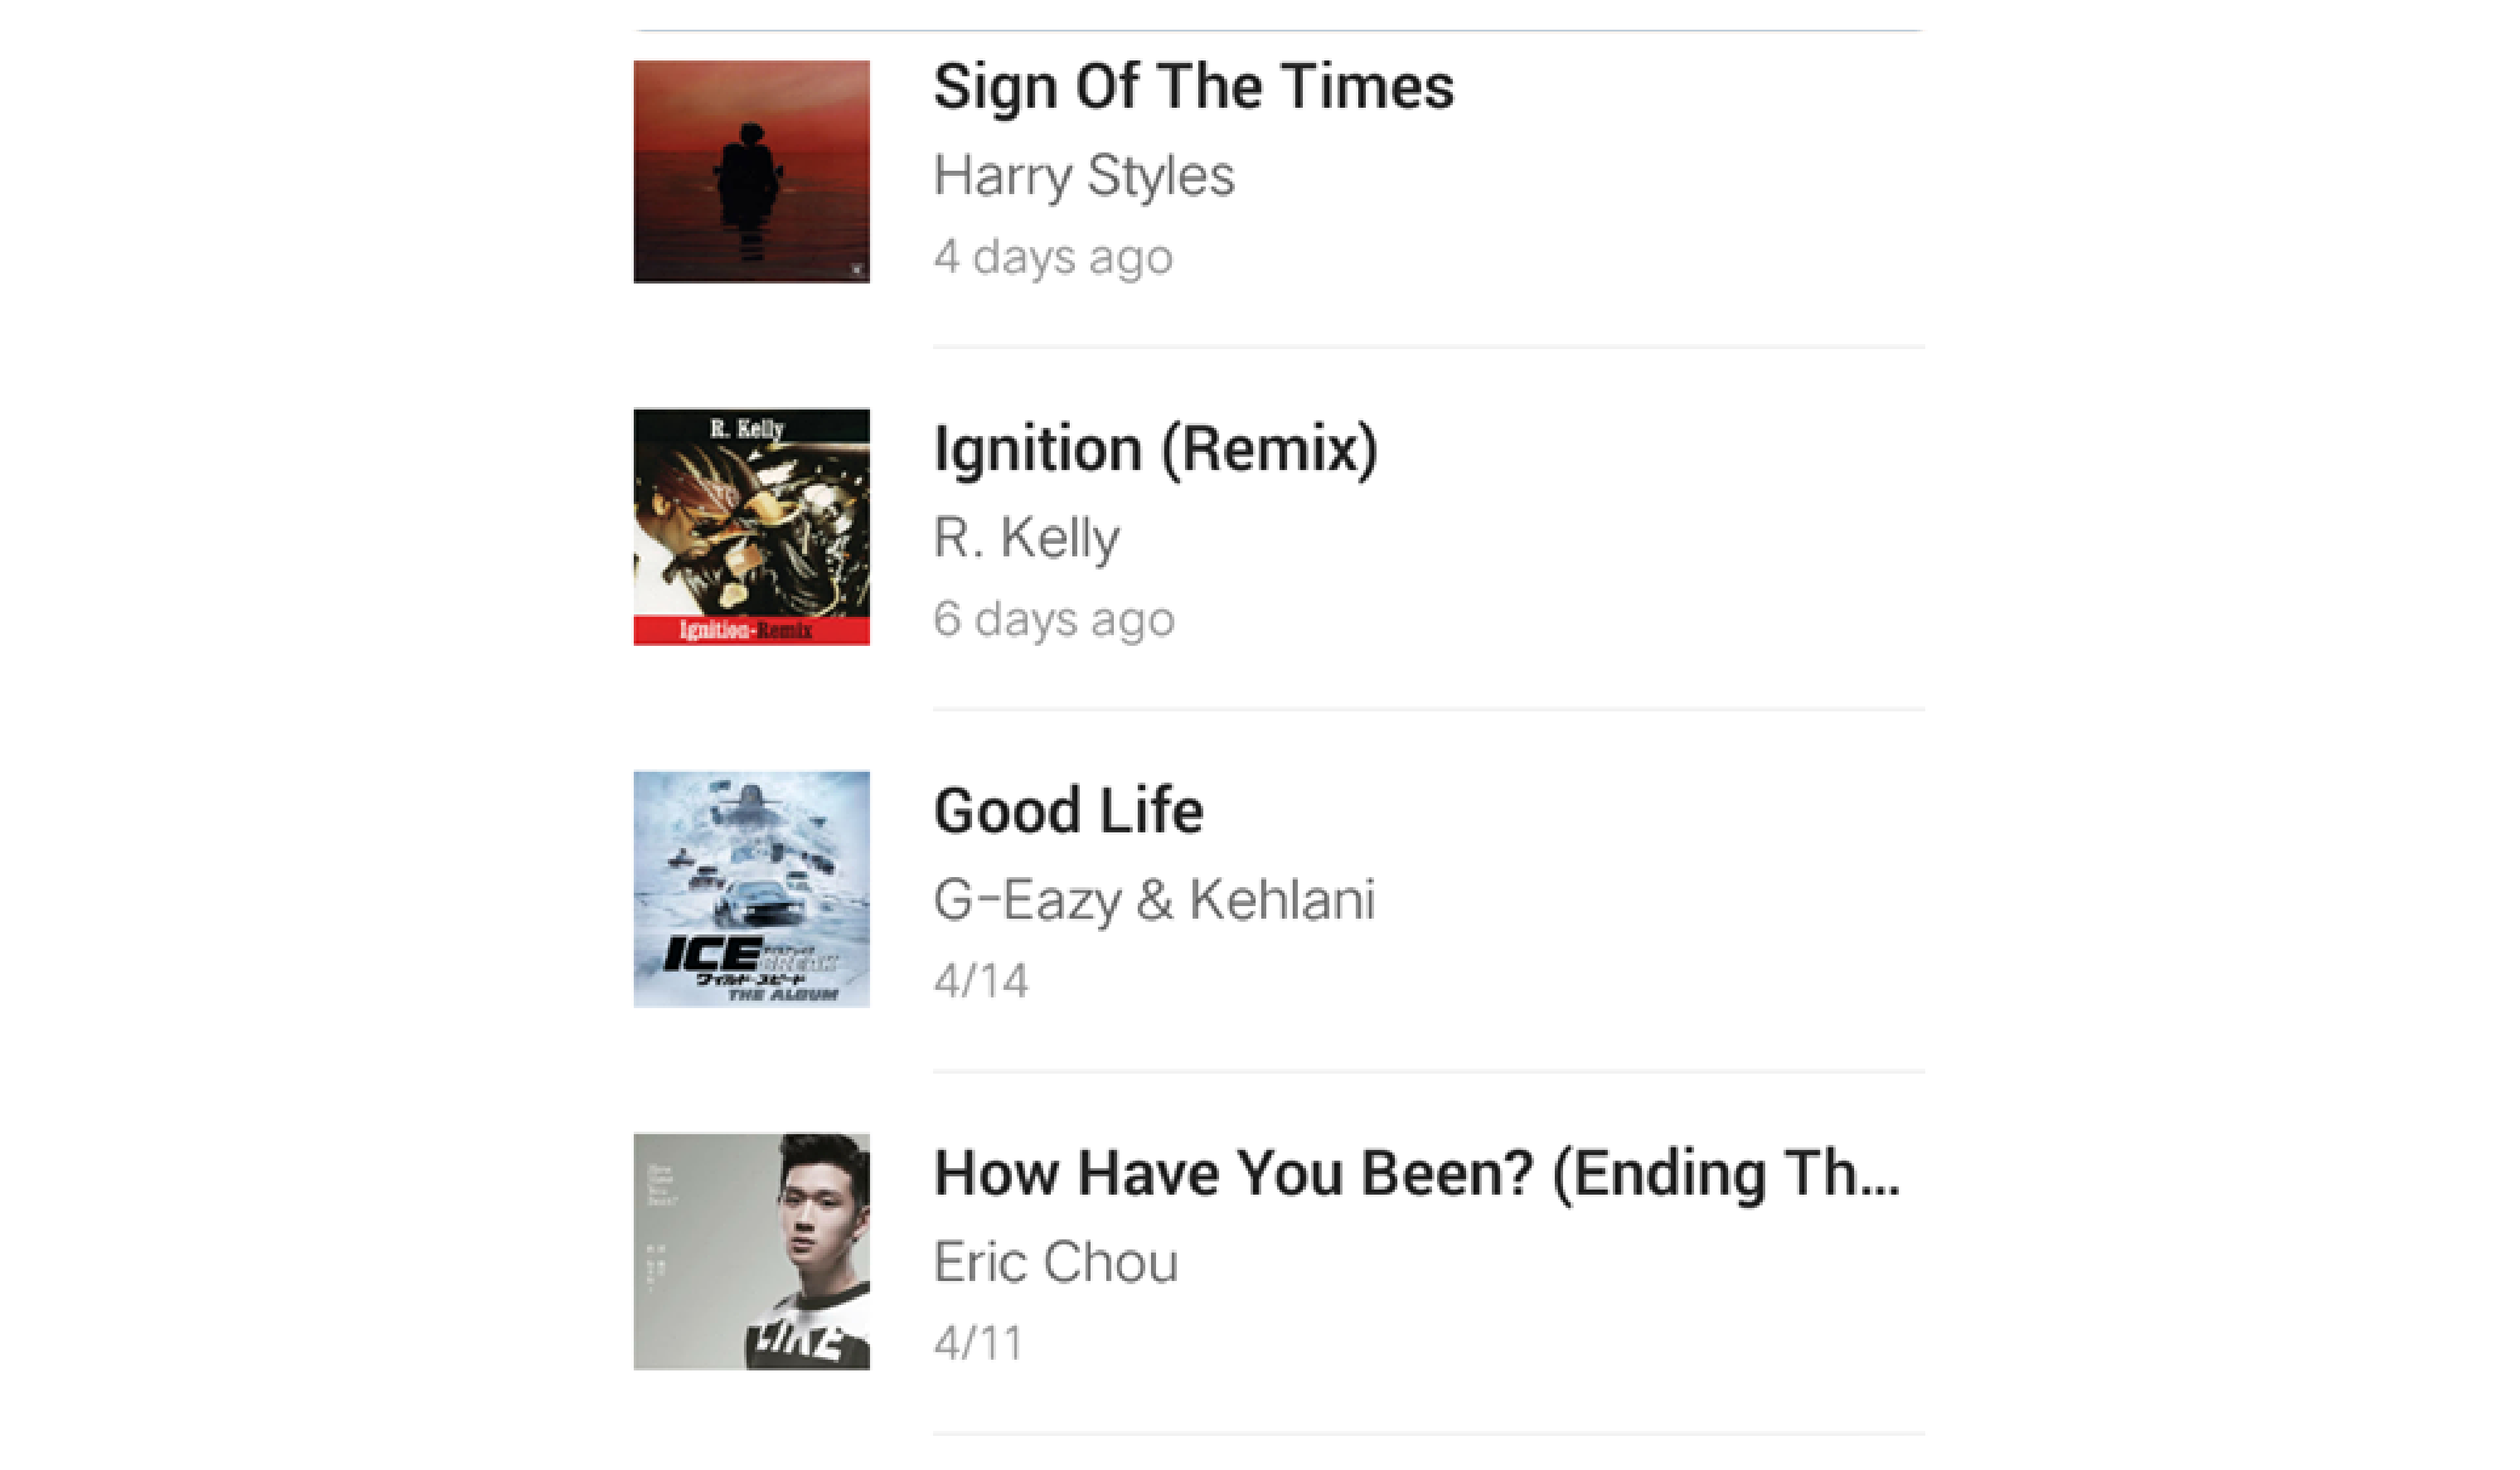 Sign Of The Times
Harry Styles
4 days ago
R. Kelly
Ignition-Remix
Ignition (Remix)
R. Kelly
6 days ago
ICE BREAK
ワイルド・スピード
THE ALBUM
Good Life
G-Eazy & Kehlani
4/14
Have
You
Been?
LIKE
How Have You Been? (Ending Th...
Eric Chou
4/11